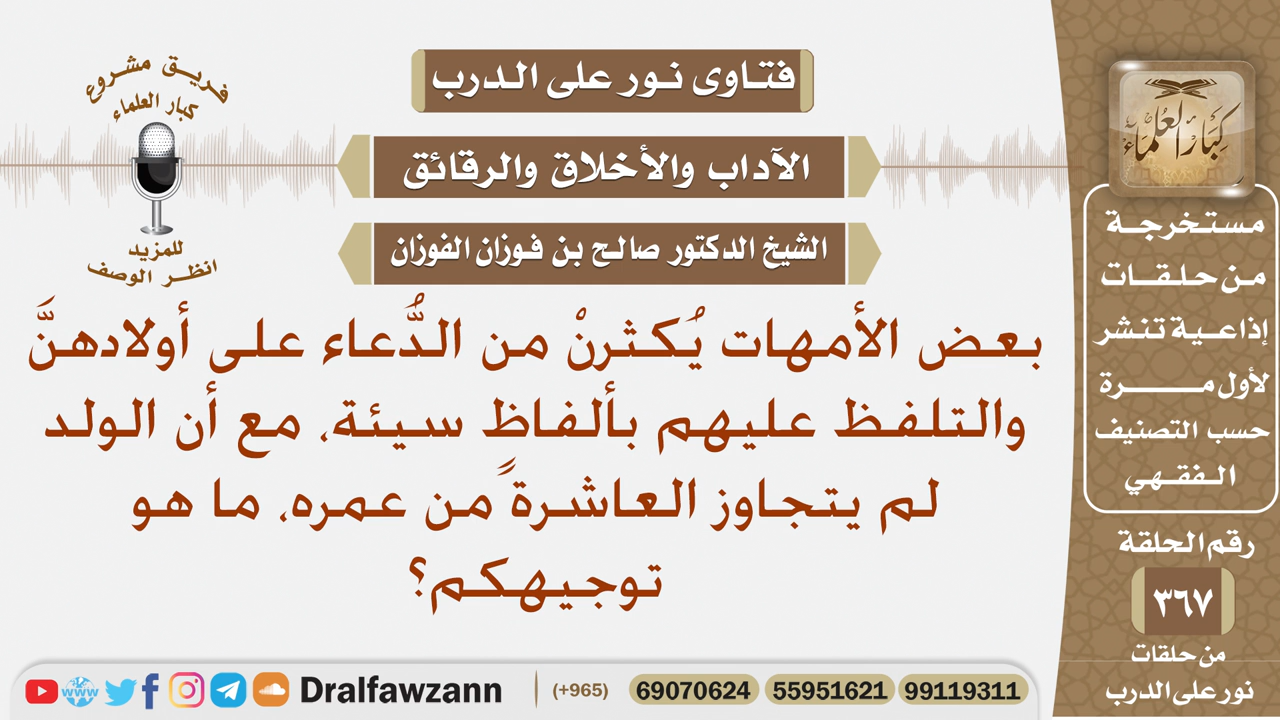 فريق مشروع
كبار العلماء
للمزيد
انظر الوصف
فتاوى نور على الدرب
الآداب والأخلاق والرقائق
الشيخ الدكتور صالح بن فوزان الفوزان
بعض الأمهات يُكثرنْ من الدُّعاء على أولادهنَّ
والتلفظ عليهم بألفاظ سيئة، مع أن الولد
لم يتجاوز العاشرةً من عمره، ما هو
توجيهكم؟
كبار العلماء
مستخرجة
من حلقات
إذاعية تنشر
لأول مرة
حسب التصنيف
الفقهي
رقم الحلقة
٣٦٧
من حلقات
نور على الدرب
www
Dralfawzann
(+965) 69070624 55951621 99119311